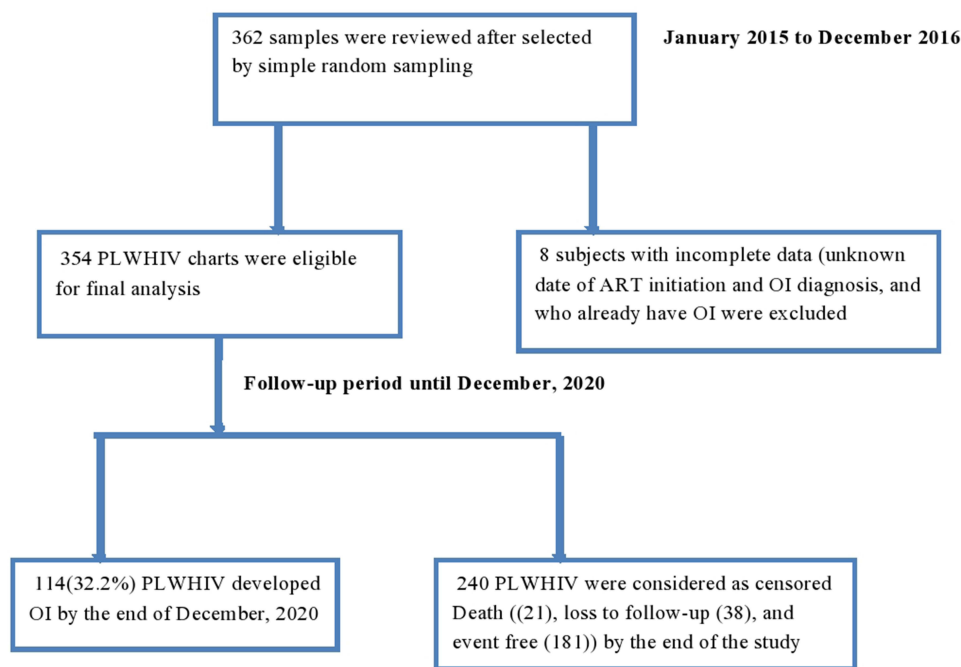 362 samples were reviewed after selected
by simple random sampling
January 2015 to December 2016
354 PLWHIV charts were eligible
for final analysis
8 subjects with incomplete data (unknown
date of ART initiation and OI diagnosis, and
who already have OI were excluded
Follow-up period until December, 2020
114(32.2%) PLWHIV developed
OI by the end of December, 2020
240 PLWHIV were considered as censored
Death ((21), loss to follow-up (38), and
event free (181)) by the end of the study